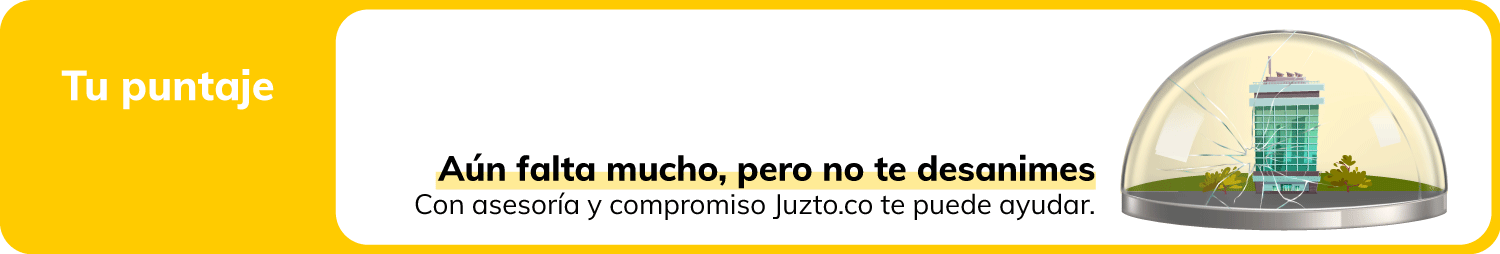 Tu puntaje
Aún falta mucho, pero no te desanimes
Con asesoría y compromiso Juzto.co te puede ayudar.